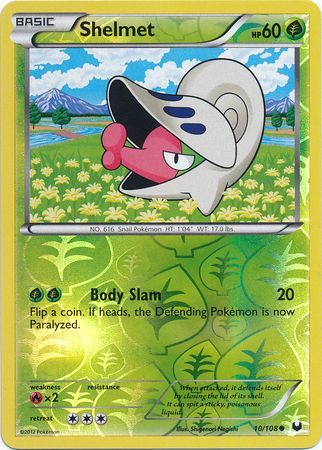 BASIC
Shelmet
HP60
NO. 616 Snail Pokémon HT: 1'04" WT: 17.0 lbs.
Body Slam 20
Flip a coin. If heads, the Defending Pokémon is now
Paralyzed.
weakness resistance
×2
retreat
When attacked, it defends itself
by closing the lid of its shell.
It can spit a sticky, poisonous
liquid.
©2012 Pokémon
Illus. Shigenori Negishi
10/108